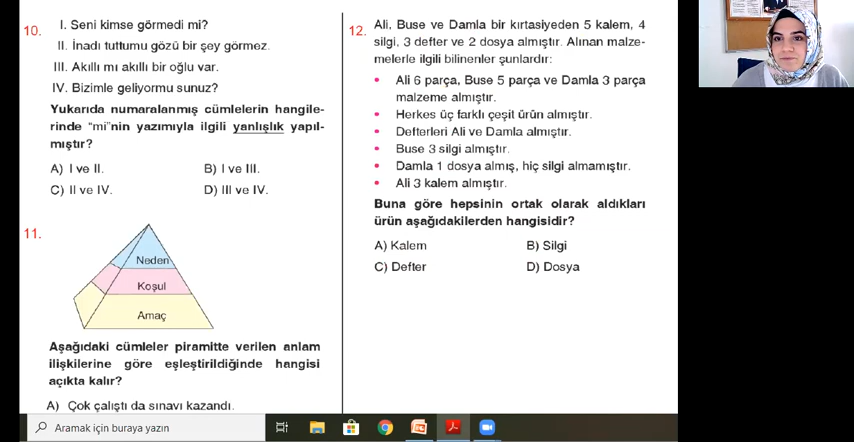 10.
I. Seni kimse görmedi mi?
II. İnadı tuttumu gözü bir şey görmez.
III. Akıllı mı akıllı bir oğlu var.
IV. Bizimle geliyormu sunuz?
Yukarıda numaralanmış cümlelerin hangile-
rinde “mi”nin yazımıyla ilgili yanlışlık yapıl-
mıştır?
A) I ve II.
B) I ve III.
C) II ve IV.
D) III ve IV.
11.
Neden
Koşul
Amaç
Aşağıdaki cümleler piramitte verilen anlam
ilişkilerine göre eşleştirildiğinde hangisi
açıkta kalır?
A) Çok çalıştı da sınavı kazandı.
12.
Ali, Buse ve Damla bir kırtasiyeden 5 kalem, 4
silgi, 3 defter ve 2 dosya almıştır. Alınan malze-
melerle ilgili bilinenler şunlardır:
• Ali 6 parça, Buse 5 parça ve Damla 3 parça
malzeme almıştır.
• Herkes üç farklı çeşit ürün almıştır.
• Defterleri Ali ve Damla almıştır.
• Buse 3 silgi almıştır.
• Damla 1 dosya almış, hiç silgi almamıştır.
• Ali 3 kalem almıştır.
Buna göre hepsinin ortak olarak aldıkları
ürün aşağıdakilerden hangisidir?
A) Kalem
B) Silgi
C) Defter
D) Dosya
Aramak için buraya yazın